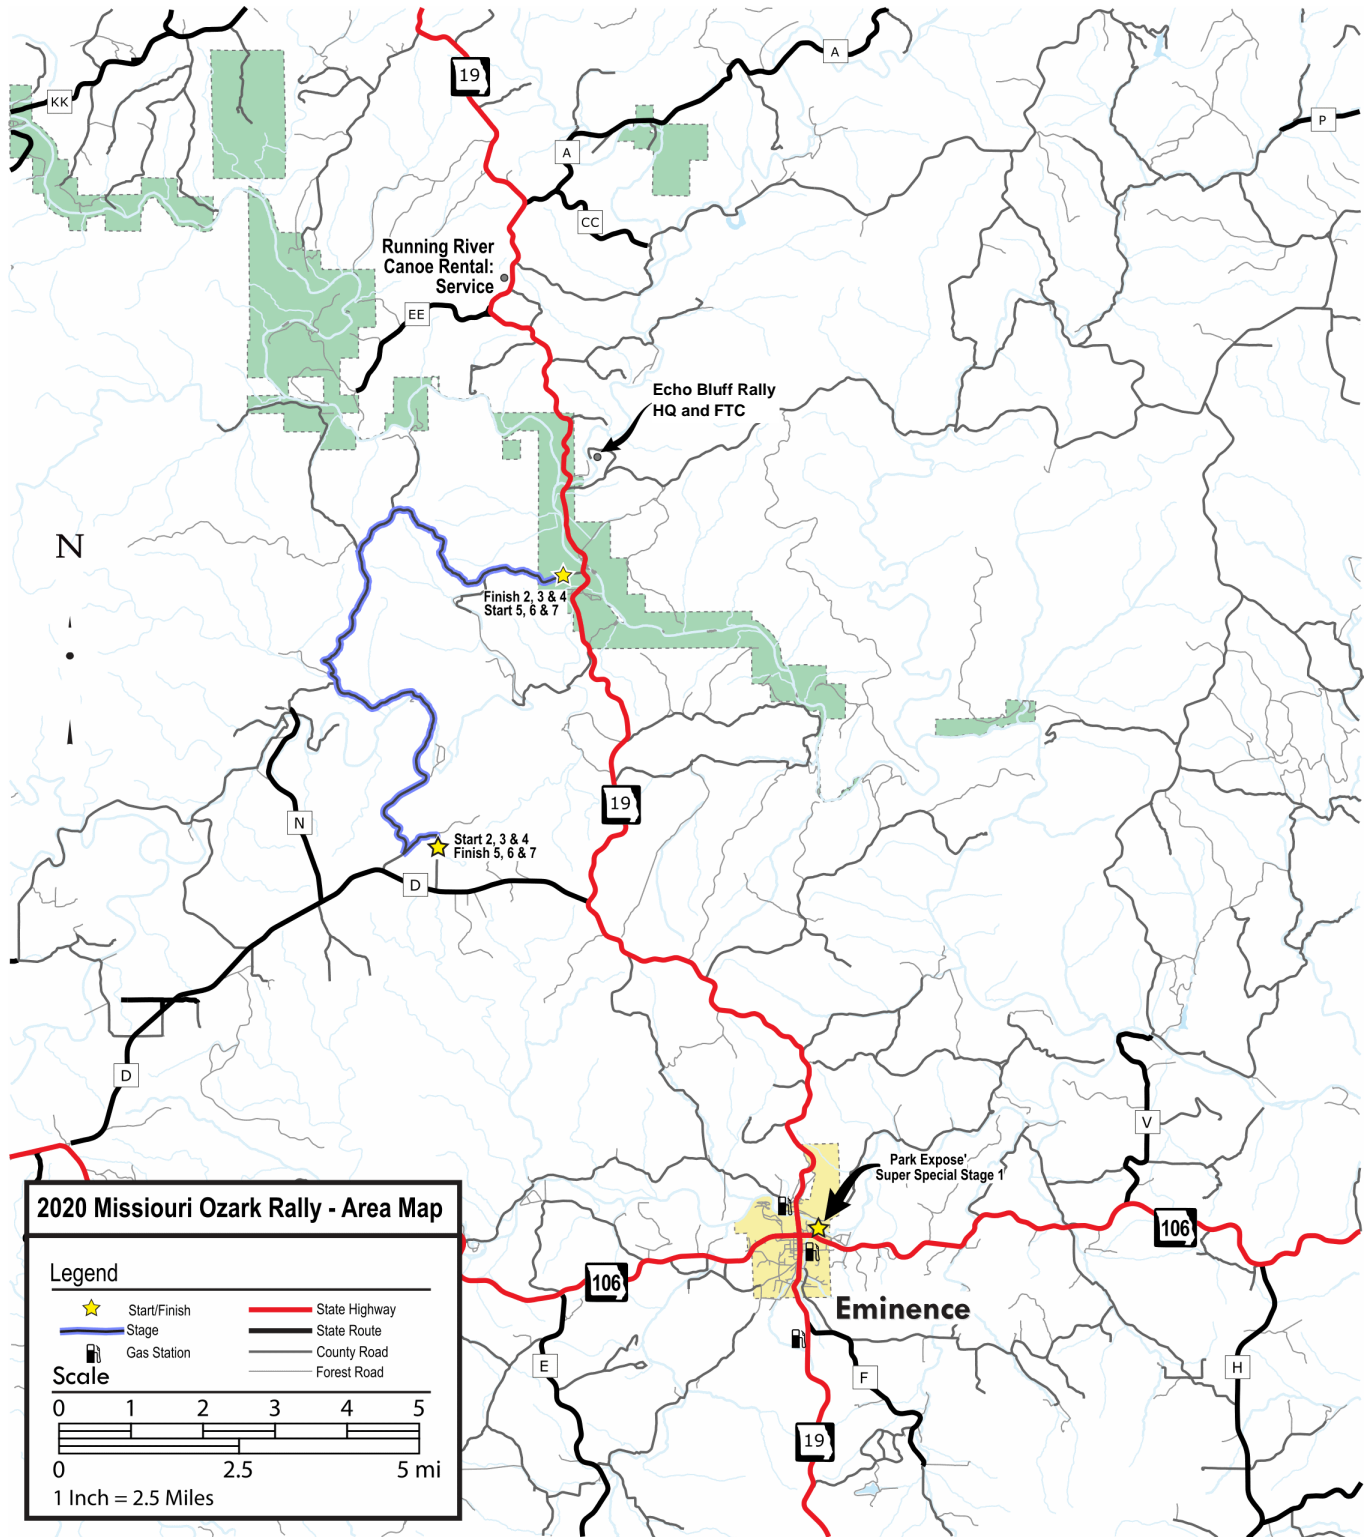 19
A
KK
P
A
CC
Running River
Canoe Rental:
Service
EE
Echo Bluff Rally
HQ and FTC
N
Finish 2, 3 & 4
Start 5, 6 & 7
19
N
Start 2, 3 & 4
Finish 5, 6 & 7
D
D
V
Park Expose'
Super Special Stage 1
106
106
Eminence
E
F
H
19
2020 Missiouri Ozark Rally - Area Map
Legend
Start/Finish
State Highway
Stage
State Route
Gas Station
County Road
Forest Road
Scale
0 1 2 3 4 5
0 2.5 5 mi
1 Inch = 2.5 Miles